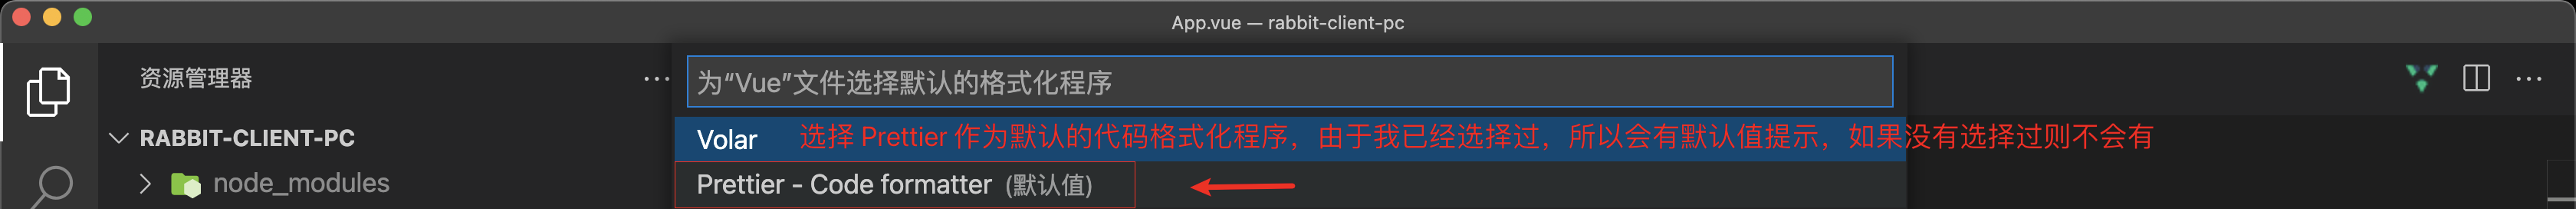 App.vue — rabbit-client-pc
资源管理器
为“Vue”文件选择默认的格式化程序
RABBIT-CLIENT-PC
Volar 选择 Prettier 作为默认的代码格式化程序，由于我已经选择过，所以会有默认值提示，如果没有选择过则不会有
node_modules
Prettier - Code formatter (默认值)